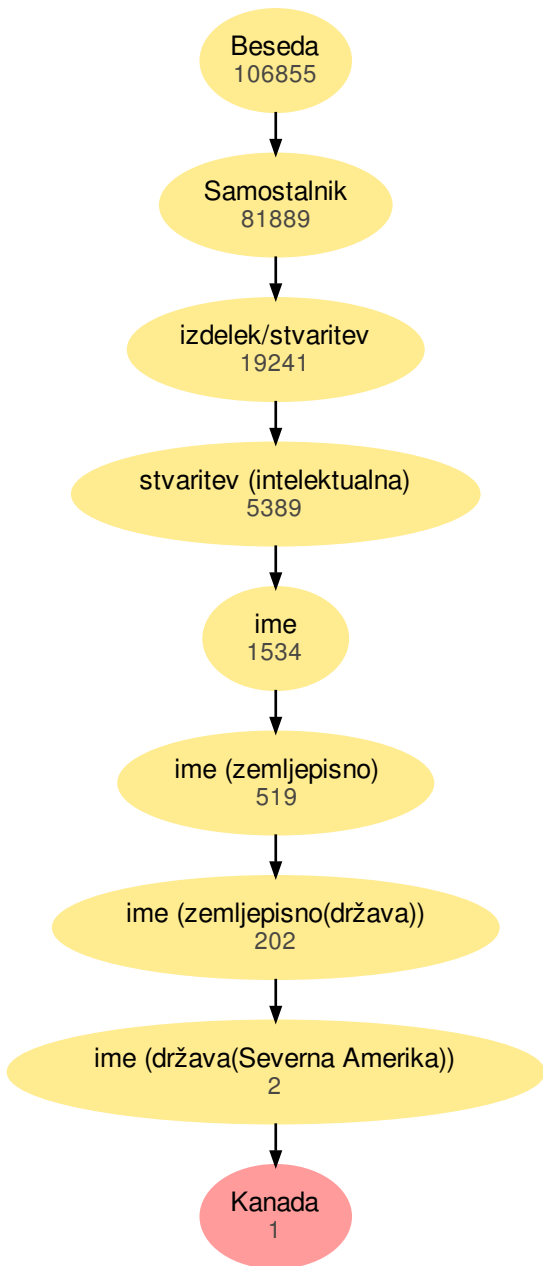 Beseda
106855
Samostalnik
81889
izdelek/stvaritev
19241
stvaritev (intelektualna)
5389
ime
1534
ime (zemljepisno)
519
ime (zemljepisno(država))
202
ime (država(Severna Amerika))
2
Kanada
1